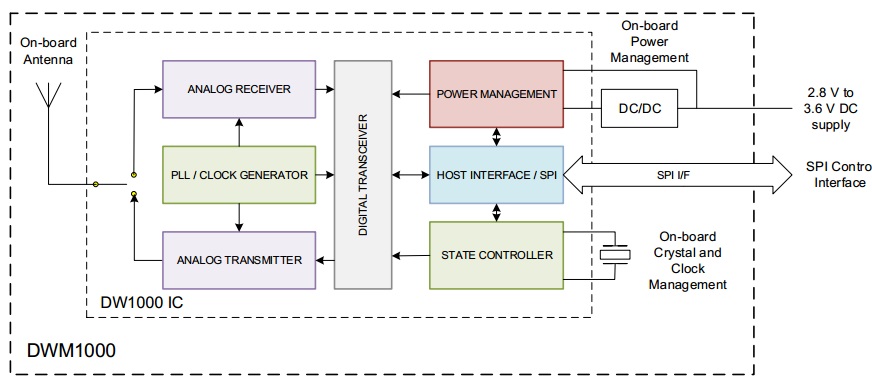 On-board
Antenna
On-board
Power
Management
ANALOG RECEIVER
POWER MANAGEMENT
DC/DC
2.8 V to
3.6 V DC
supply
PLL / CLOCK GENERATOR
DIGITAL TRANSCEIVER
HOST INTERFACE / SPI
SPI I/F
SPI Contro
Interface
ANALOG TRANSMITTER
STATE CONTROLLER
On-board
Crystal and
Clock
Management
DW1000 IC
DWM1000